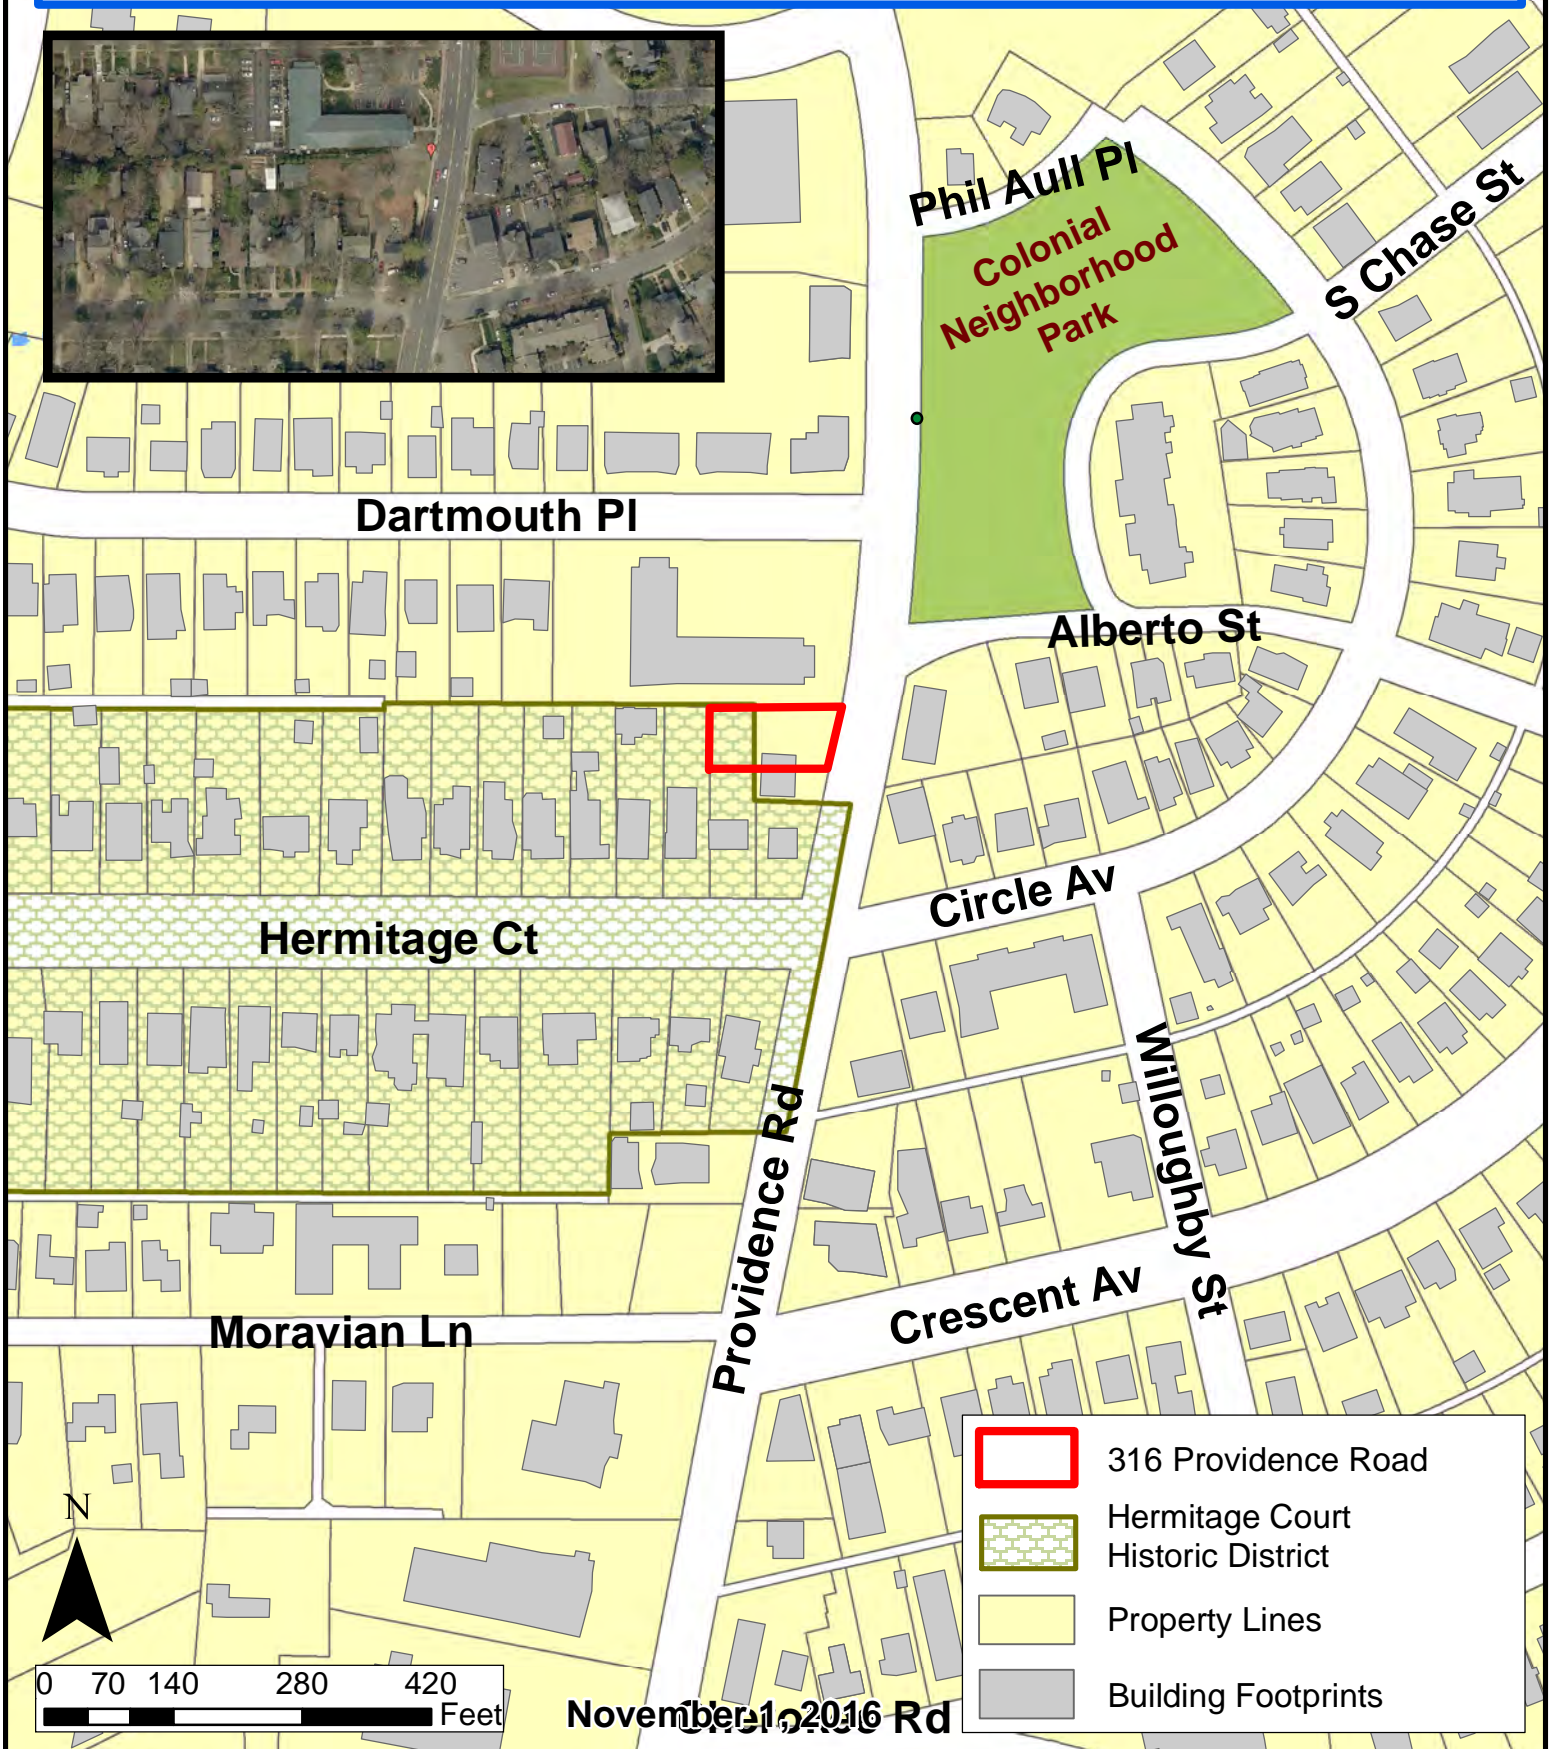 Phil Aull Pl
Colonial
Neighborhood
Park
S Chase St
Dartmouth Pl
Alberto St
Circle Av
Hermitage Ct
Willoughby St
Providence Rd
Crescent Av
Moravian Ln
316 Providence Road
Hermitage Court
Historic District
Property Lines
Building Footprints
N
0 70 140 280 420
Feet
November 1, 2016
Rd